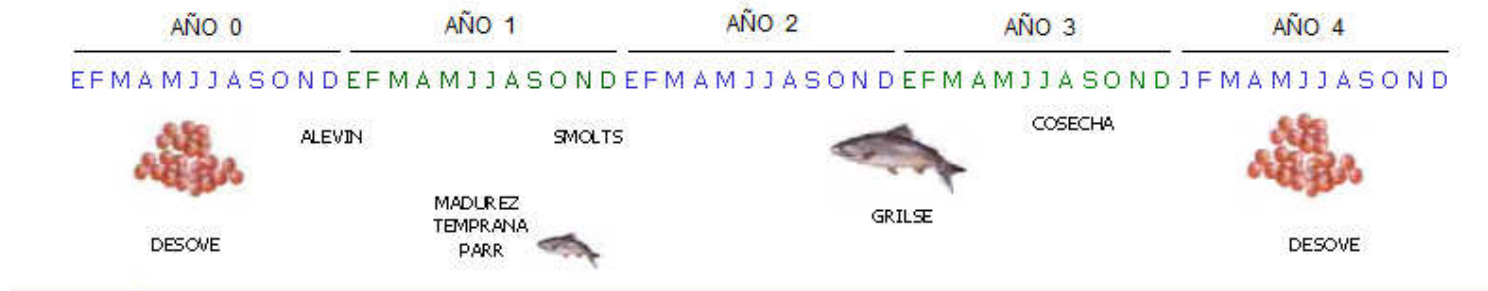 AÑO 0 AÑO 1 AÑO 2 AÑO 3 AÑO 4
E F M A M J J A S O N D E F M A M J J A S O N D E F M A M J J A S O N D E F M A M J J A S O N D J F M A M J J A S O N D
ALEVIN SMOLTS COSECHA
MADUREZ
TEMPRANA
PARR
GRILSE
DESOVE DESOVE